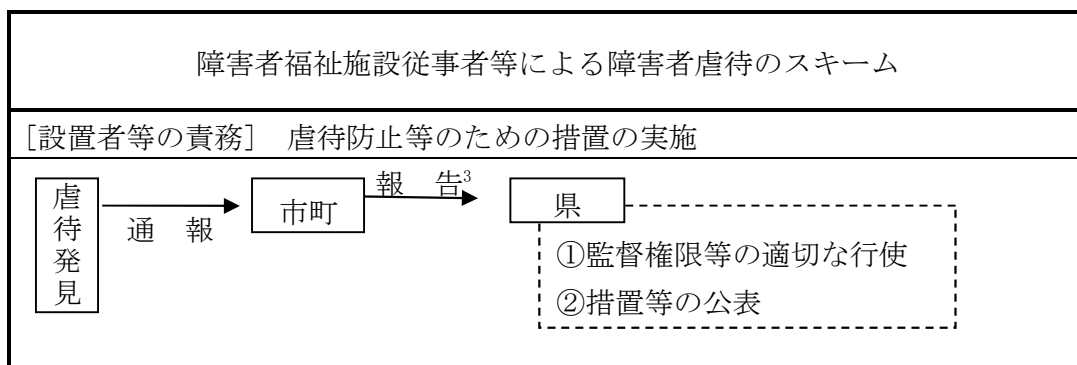 障害者福祉施設従事者等による障害者虐待のスキーム
［設置者等の責務］　虐待防止等のための措置の実施
虐待発見
通　報
市町
報　告3
県
①監督権限等の適切な行使
②措置等の公表